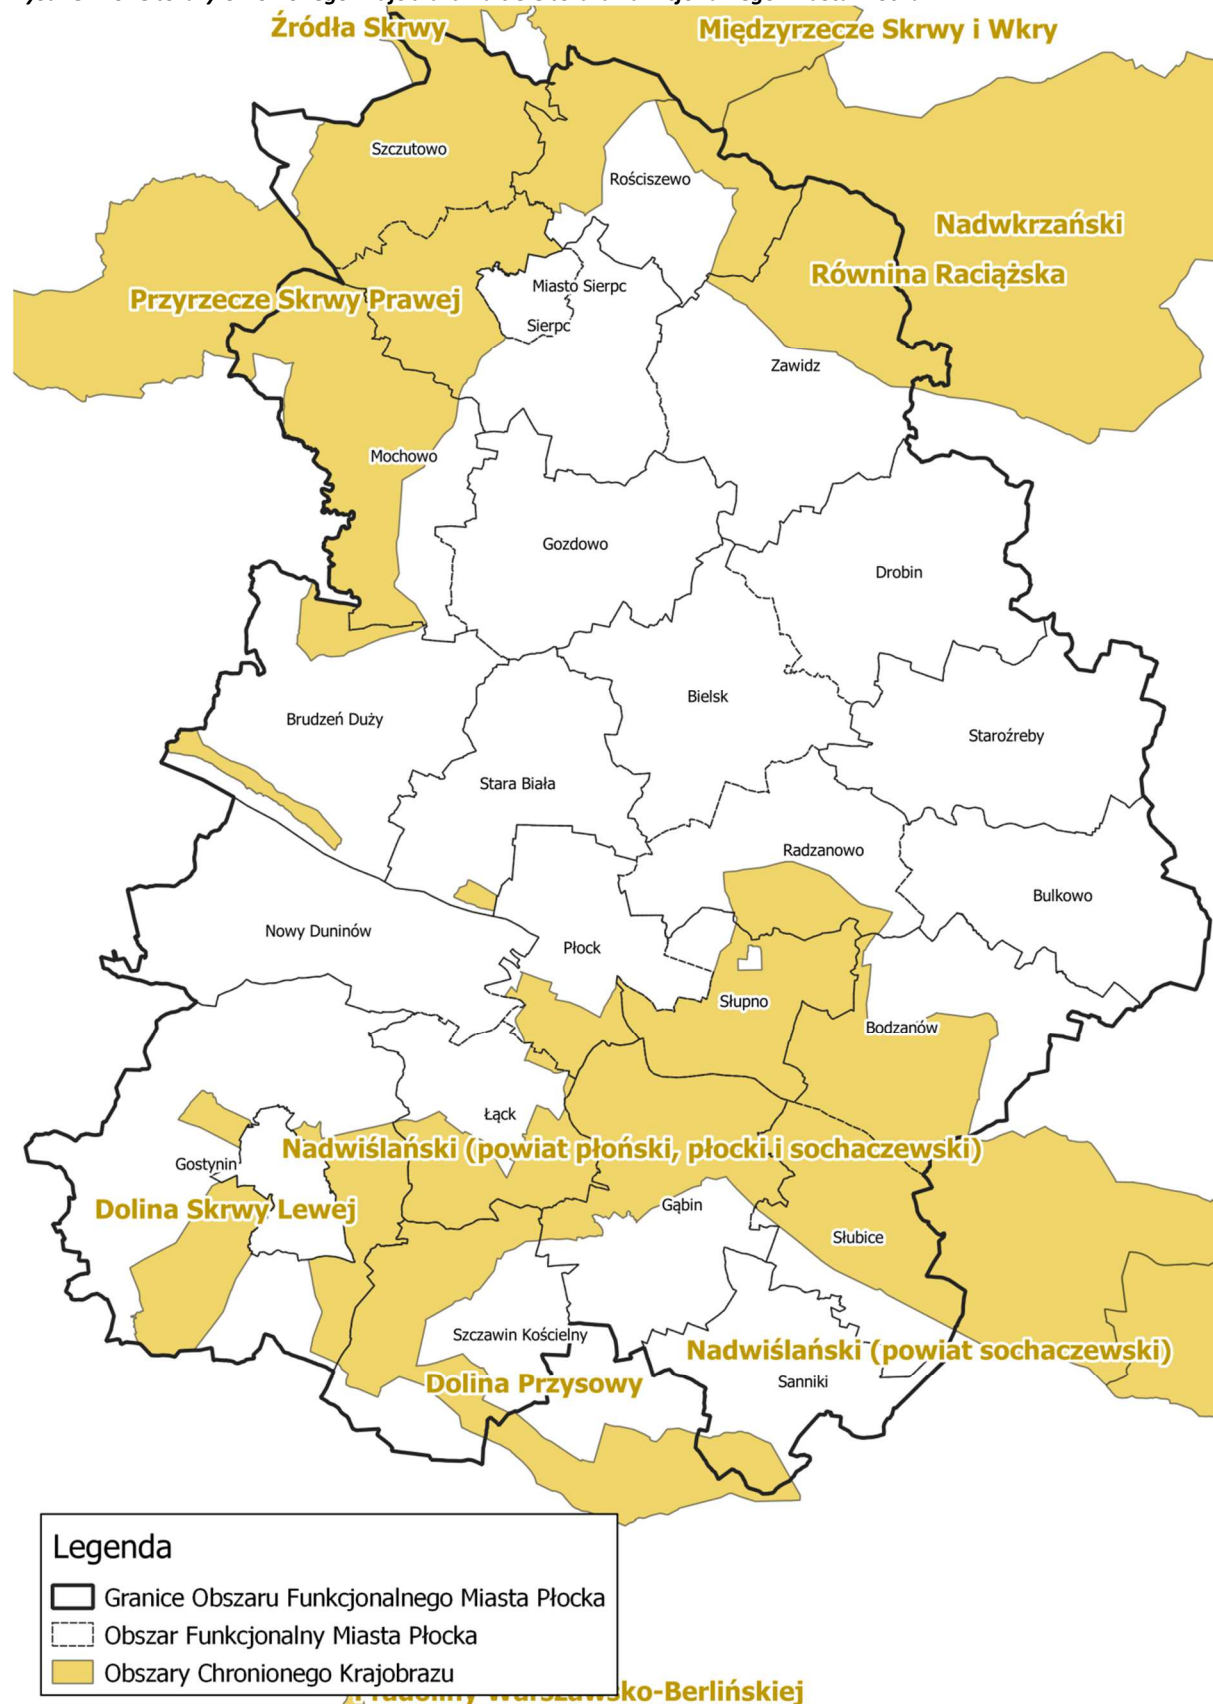 Źródła Skrwy
Międzyrzecze Skrwy i Wkry
Szczutowo
Rościszewo
Nadwkrzański
Równina Raciąska
Przyrzecze Skrwy Prawej
Miasto Sierpc
Sierpc
Zawidz
Mochowo
Gozdowo
Drobin
Bielsk
Brudzeń Duży
Staroźreby
Stara Biała
Radzanowo
Bulkowo
Nowy Duninów
Płock
Słupno
Bodzanów
Łąck
Nadwiślański (powiat płoński, płocki i sochaczewski)
Gostynin
Dolina Skrwy Lewej
Gąbin
Słubice
Szczawin Kościelny
Nadwiślański (powiat sochaczewski)
Dolina Przysowy
Sanniki
Legenda
Granice Obszaru Funkcjonalnego Miasta Płocka
Obszar Funkcjonalny Miasta Płocka
Obszary Chronionego Krajobrazu